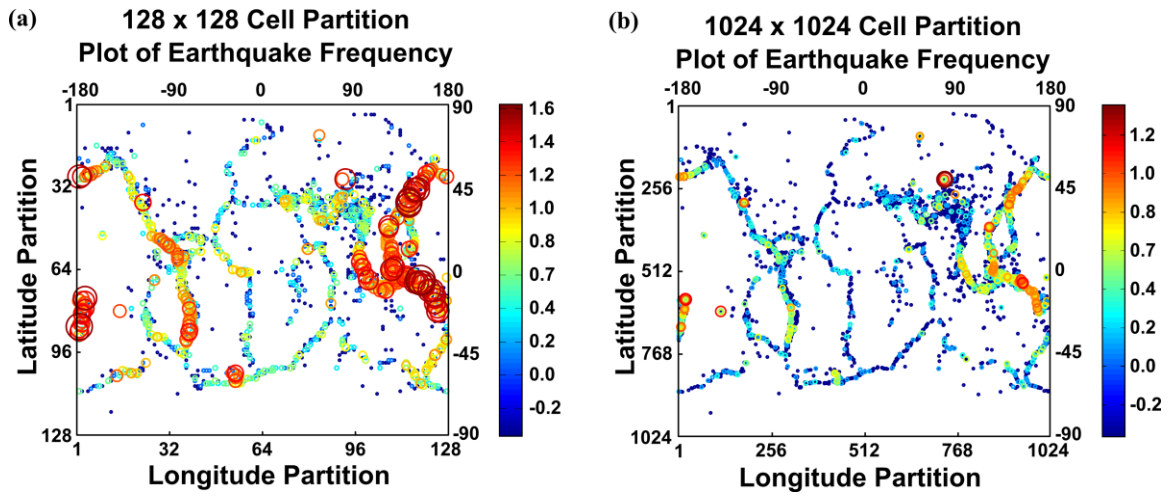 (a)
128 x 128 Cell Partition
Plot of Earthquake Frequency
-180 -90 0 90 180
1 90
32 45
64 0
96 -45
128 -90
1 32 64 96 128
Latitude Partition
Longitude Partition
1.6
1.4
1.2
1.0
0.8
0.6
0.4
0.2
0.0
-0.2
(b)
1024 x 1024 Cell Partition
Plot of Earthquake Frequency
-180 -90 0 90 180
1 90
256 45
512 0
768 -45
1024 -90
1 256 512 768 1024
Latitude Partition
Longitude Partition
1.2
1.0
0.8
0.6
0.4
0.2
0.0
-0.2